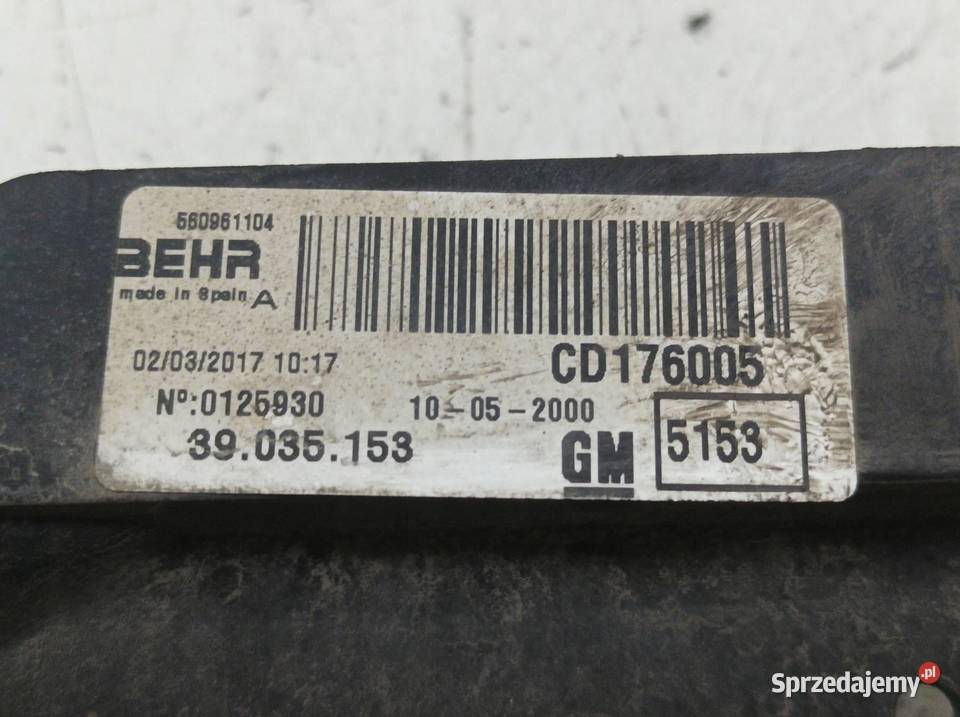 560961104
BEHR
made in Spain A
CD176005
02/03/2017 10:17
Nº:0125930 10-05-2000
39.035.153
GM 5153
Sprzedajemy.pl